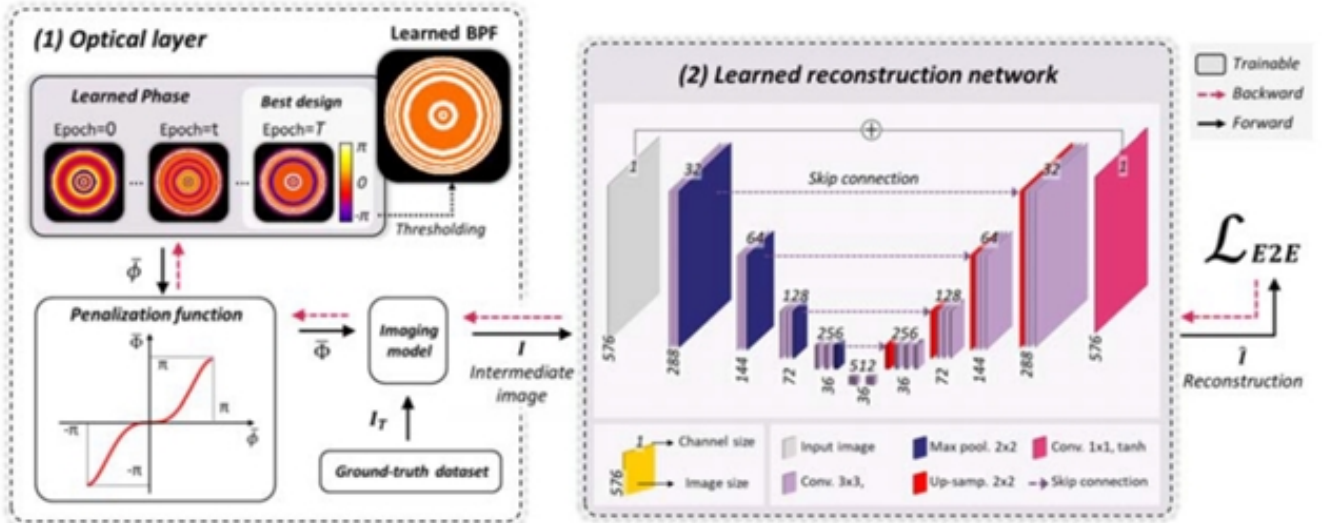 (1) Optical layer
Learned BPF
Learned Phase
Best design
Epoch=0
Epoch=t
Epoch=T
...
...
π
0
-π
Thresholding
ϕ̄
Penalization function
Φ̄
π
π
-π
-π
ϕ̄
Φ̄
Imaging
model
I_T
Ground-truth dataset
I
Intermediate
image
(2) Learned reconstruction network
+
1
32
64
128
256
512
256
128
64
32
1
Skip connection
576
288
144
72
36
36
36
72
144
288
576
1
Channel size
576
Image size
Input image
Conv. 3x3,
Max pool. 2x2
Up-samp. 2x2
Conv. 1x1, tanh
Skip connection
Trainable
Backward
Forward
ℒ E2E
Î
Reconstruction